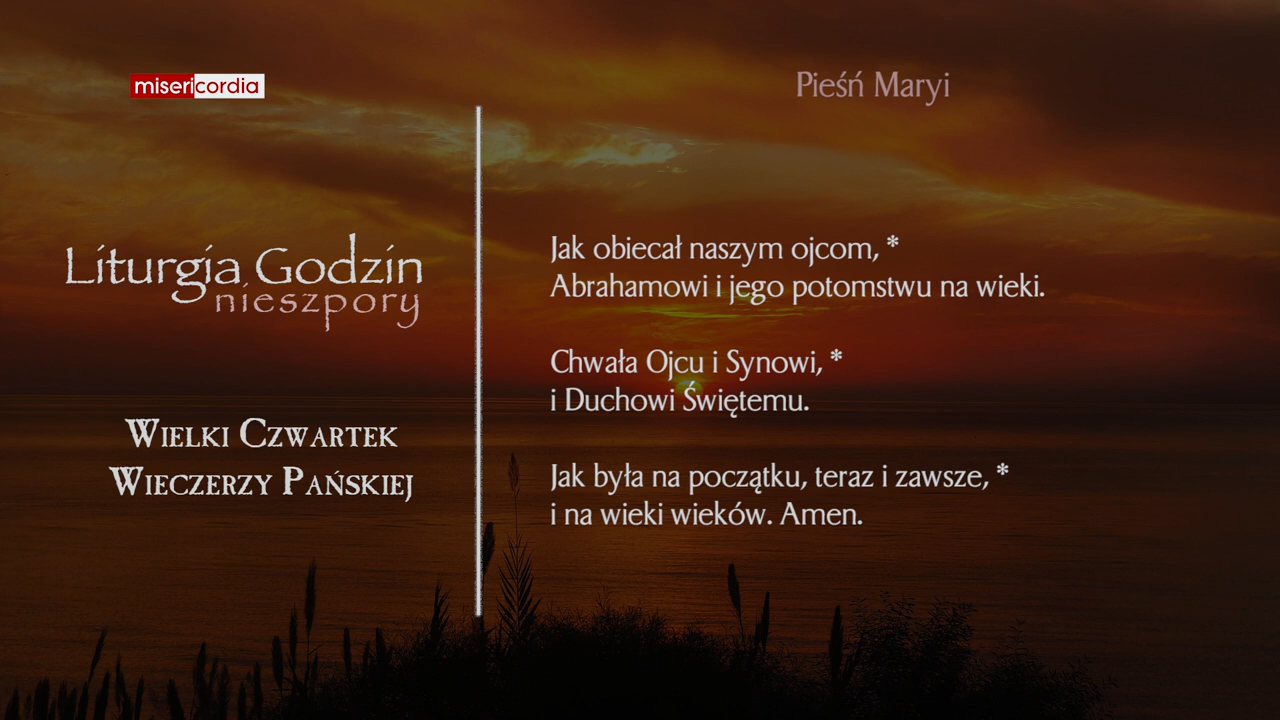 misericordia
Liturgia Godzin
nieszpory
Wielki Czwartek
Wieczerzy Pańskiej
Pieśń Maryi
Jak obiecał naszym ojcom, *
Abrahamowi i jego potomstwu na wieki.
Chwała Ojcu i Synowi, *
i Duchowi Świętemu.
Jak była na początku, teraz i zawsze, *
i na wieki wieków. Amen.